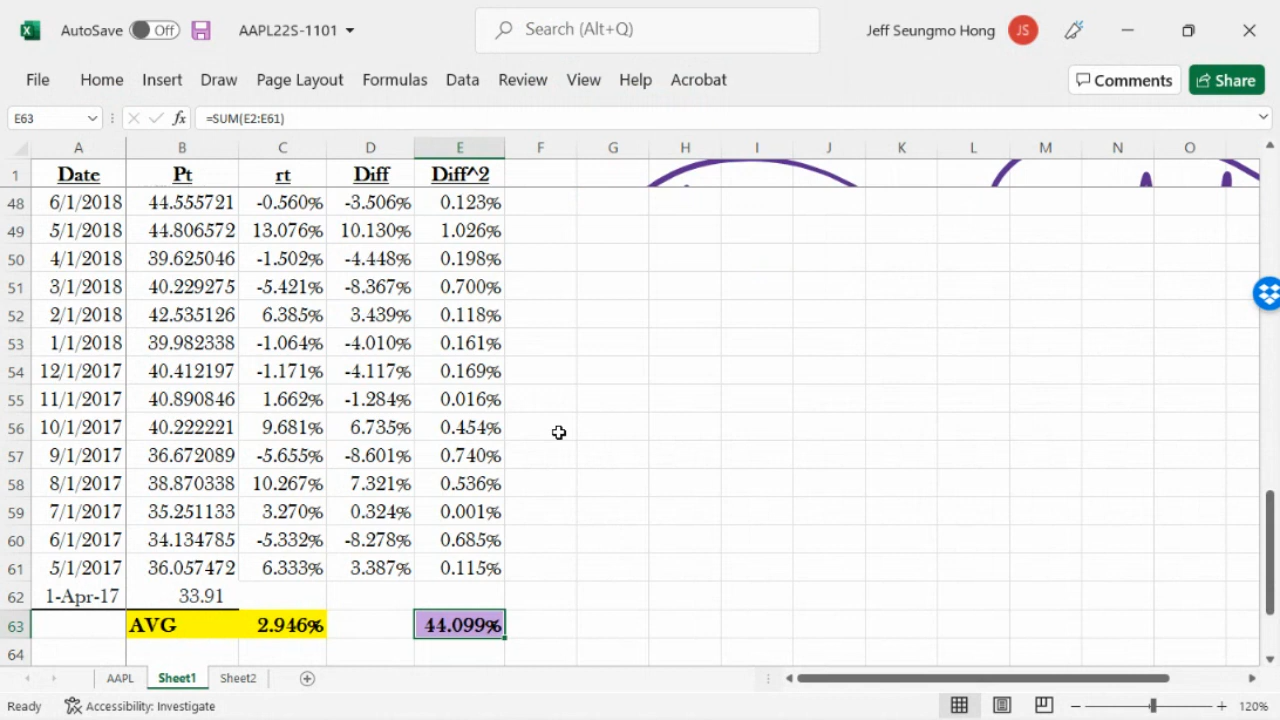 AutoSave Off AAPL22S-1101 Search (Alt+Q) Jeff Seungmo Hong JS
File Home Insert Draw Page Layout Formulas Data Review View Help Acrobat Comments Share
E63 fx =SUM(E2:E61)
A B C D E F G H I J K L M N O
1 Date Pt rt Diff Diff^2
48 6/1/2018 44.555721 -0.560% -3.506% 0.123%
49 5/1/2018 44.806572 13.076% 10.130% 1.026%
50 4/1/2018 39.625046 -1.502% -4.448% 0.198%
51 3/1/2018 40.229275 -5.421% -8.367% 0.700%
52 2/1/2018 42.535126 6.385% 3.439% 0.118%
53 1/1/2018 39.982338 -1.064% -4.010% 0.161%
54 12/1/2017 40.412197 -1.171% -4.117% 0.169%
55 11/1/2017 40.890846 1.662% -1.284% 0.016%
56 10/1/2017 40.222221 9.681% 6.735% 0.454%
57 9/1/2017 36.672089 -5.655% -8.601% 0.740%
58 8/1/2017 38.870338 10.267% 7.321% 0.536%
59 7/1/2017 35.251133 3.270% 0.324% 0.001%
60 6/1/2017 34.134785 -5.332% -8.278% 0.685%
61 5/1/2017 36.057472 6.333% 3.387% 0.115%
62 1-Apr-17 33.91
63 AVG 2.946% 44.099%
64
AAPL Sheet1 Sheet2
Ready Accessibility: Investigate 120%